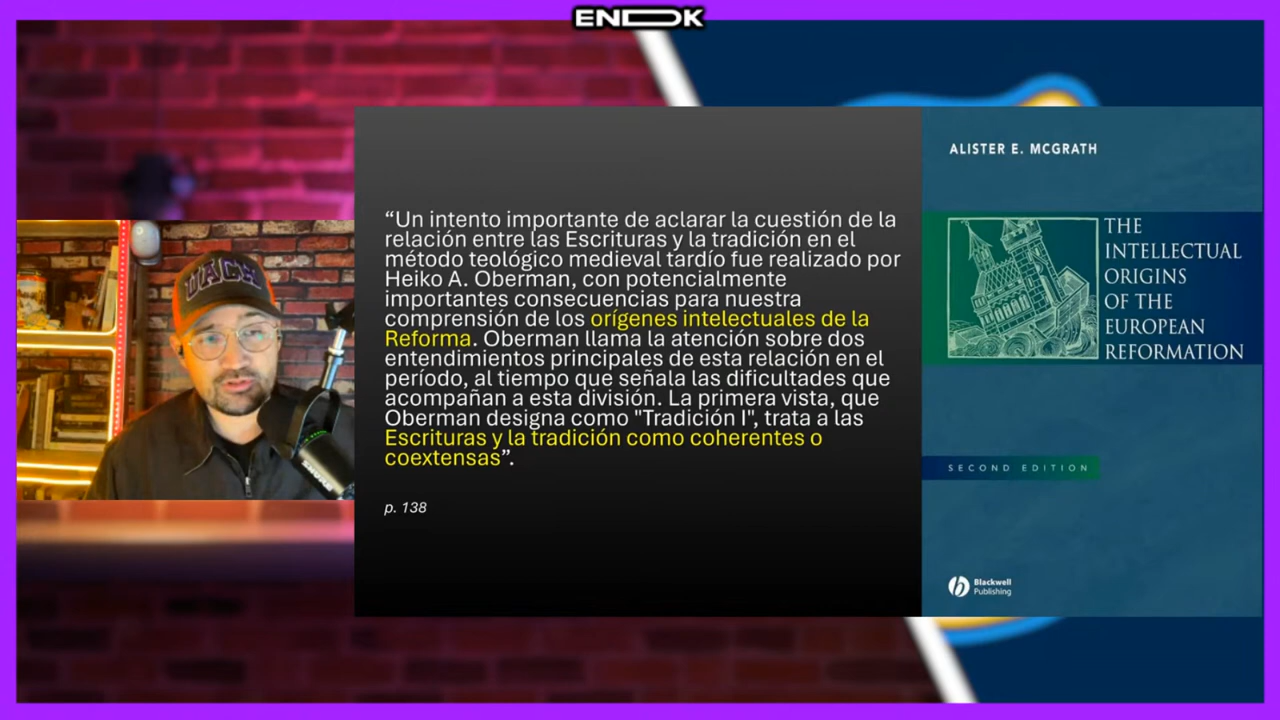 ENDK
“Un intento importante de aclarar la cuestión de la
relación entre las Escrituras y la tradición en el
método teológico medieval tardío fue realizado por
Heiko A. Oberman, con potencialmente
importantes consecuencias para nuestra
comprensión de los orígenes intelectuales de la
Reforma. Oberman llama la atención sobre dos
entendimientos principales de esta relación en el
período, al tiempo que señala las dificultades que
acompañan a esta división. La primera vista, que
Oberman designa como "Tradición I", trata a las
Escrituras y la tradición como coherentes o
coextensas”.
p. 138
ALISTER E. MCGRATH
THE
INTELLECTUAL
ORIGINS
OF THE
EUROPEAN
REFORMATION
SECOND EDITION
Blackwell
Publishing
UACH